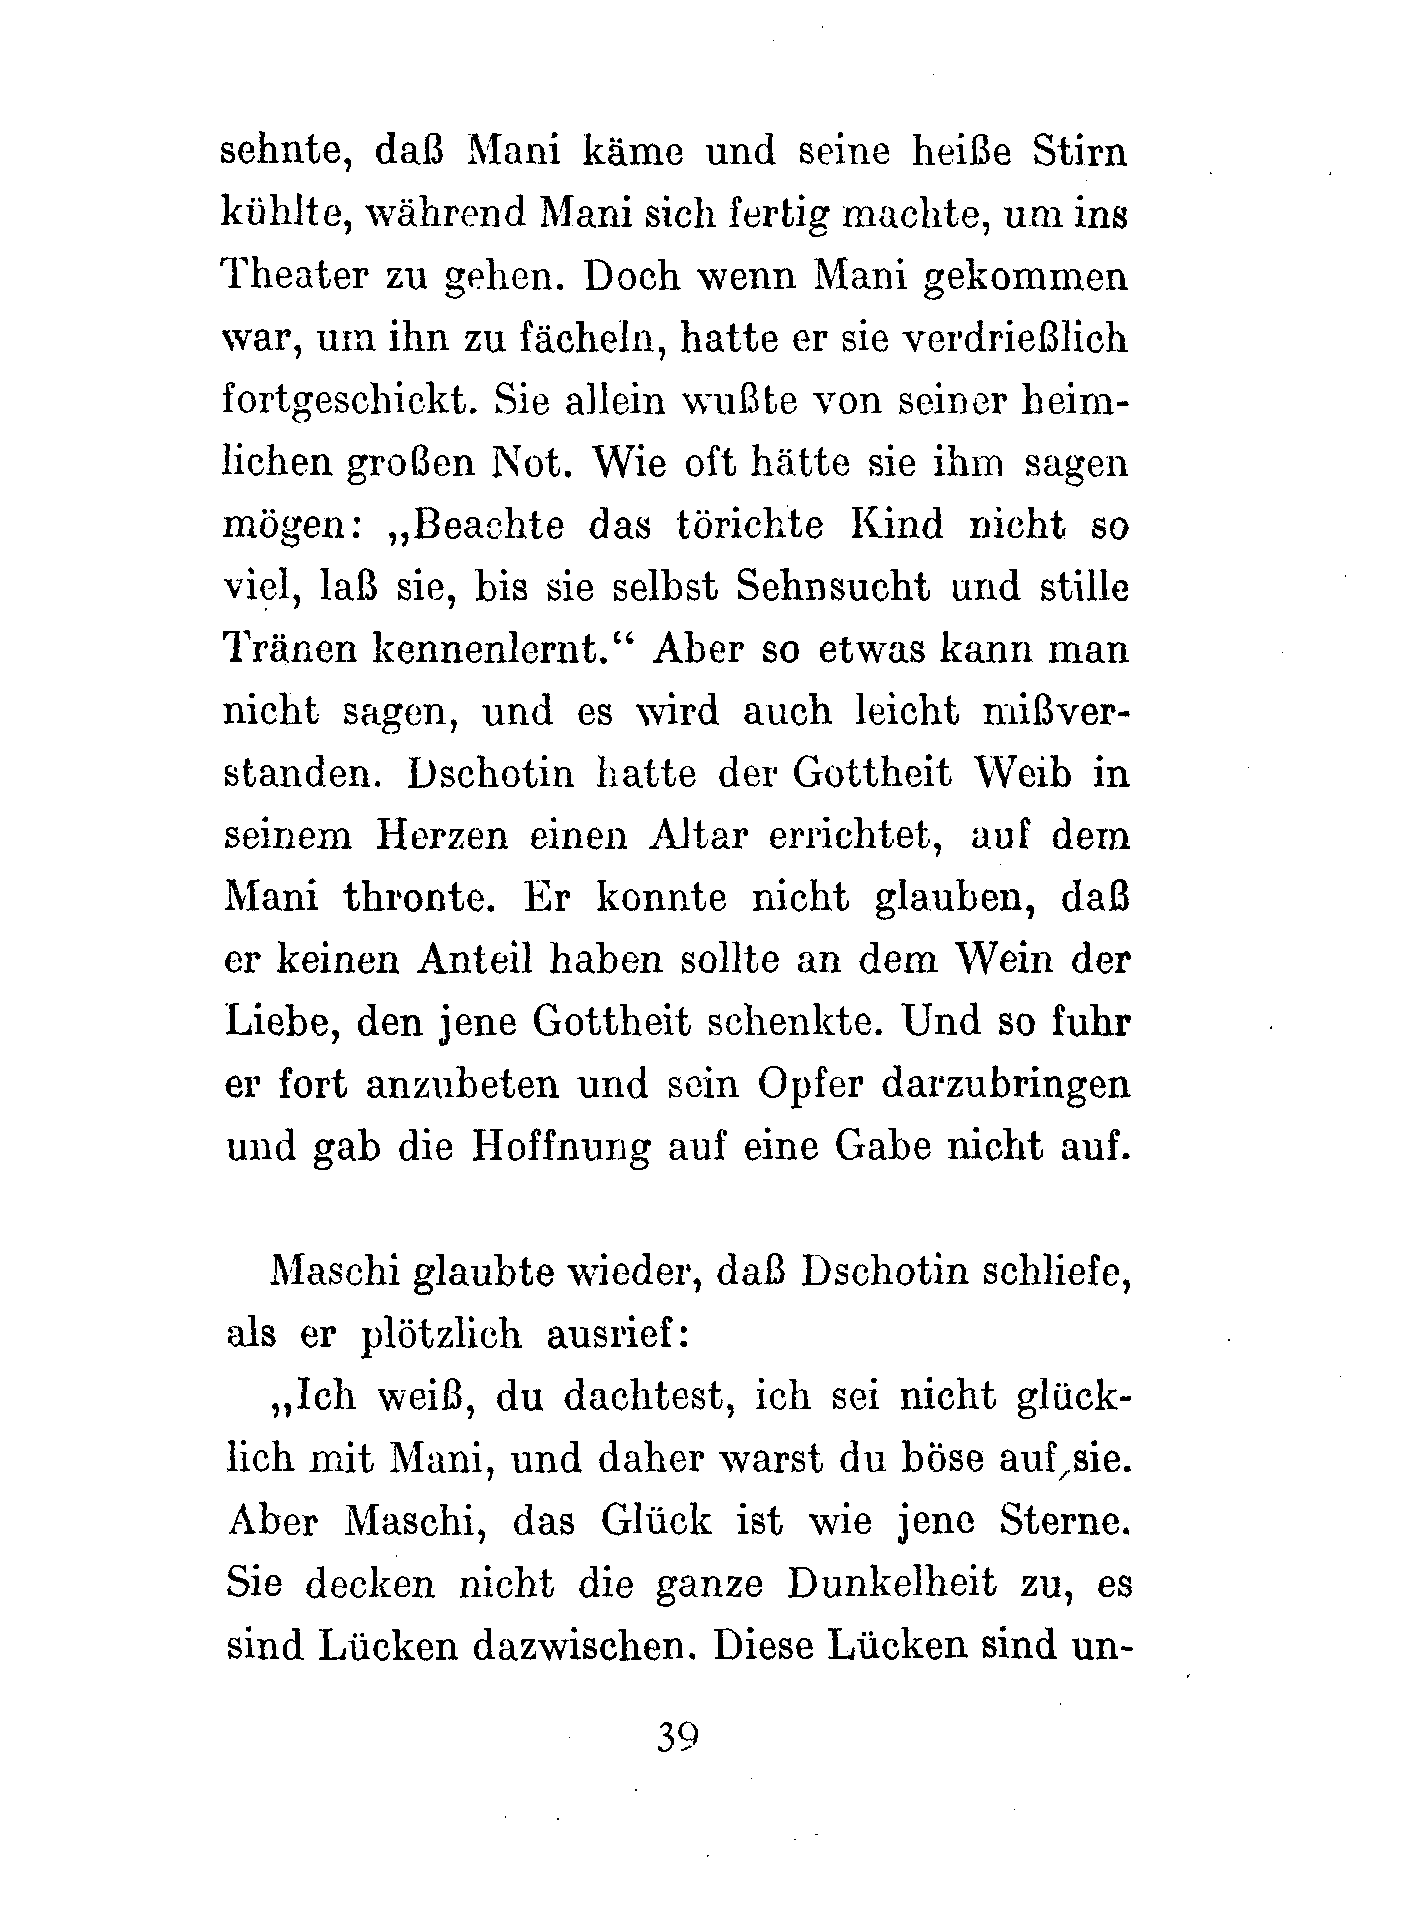 sehnte, daß Mani käme und seine heiße Stirn
kühlte, während Mani sich fertig machte, um ins
Theater zu gehen. Doch wenn Mani gekommen
war, um ihn zu fächeln, hatte er sie verdrießlich
fortgeschickt. Sie allein wußte von seiner heim-
lichen großen Not. Wie oft hätte sie ihm sagen
mögen: „Beachte das törichte Kind nicht so
viel, laß sie, bis sie selbst Sehnsucht und stille
Tränen kennenlernt.“ Aber so etwas kann man
nicht sagen, und es wird auch leicht mißver-
standen. Dschotin hatte der Gottheit Weib in
seinem Herzen einen Altar errichtet, auf dem
Mani thronte. Er konnte nicht glauben, daß
er keinen Anteil haben sollte an dem Wein der
Liebe, den jene Gottheit schenkte. Und so fuhr
er fort anzubeten und sein Opfer darzubringen
und gab die Hoffnung auf eine Gabe nicht auf.
Maschi glaubte wieder, daß Dschotin schliefe,
als er plötzlich ausrief:
„Ich weiß, du dachtest, ich sei nicht glück-
lich mit Mani, und daher warst du böse auf sie.
Aber Maschi, das Glück ist wie jene Sterne.
Sie decken nicht die ganze Dunkelheit zu, es
sind Lücken dazwischen. Diese Lücken sind un-
39